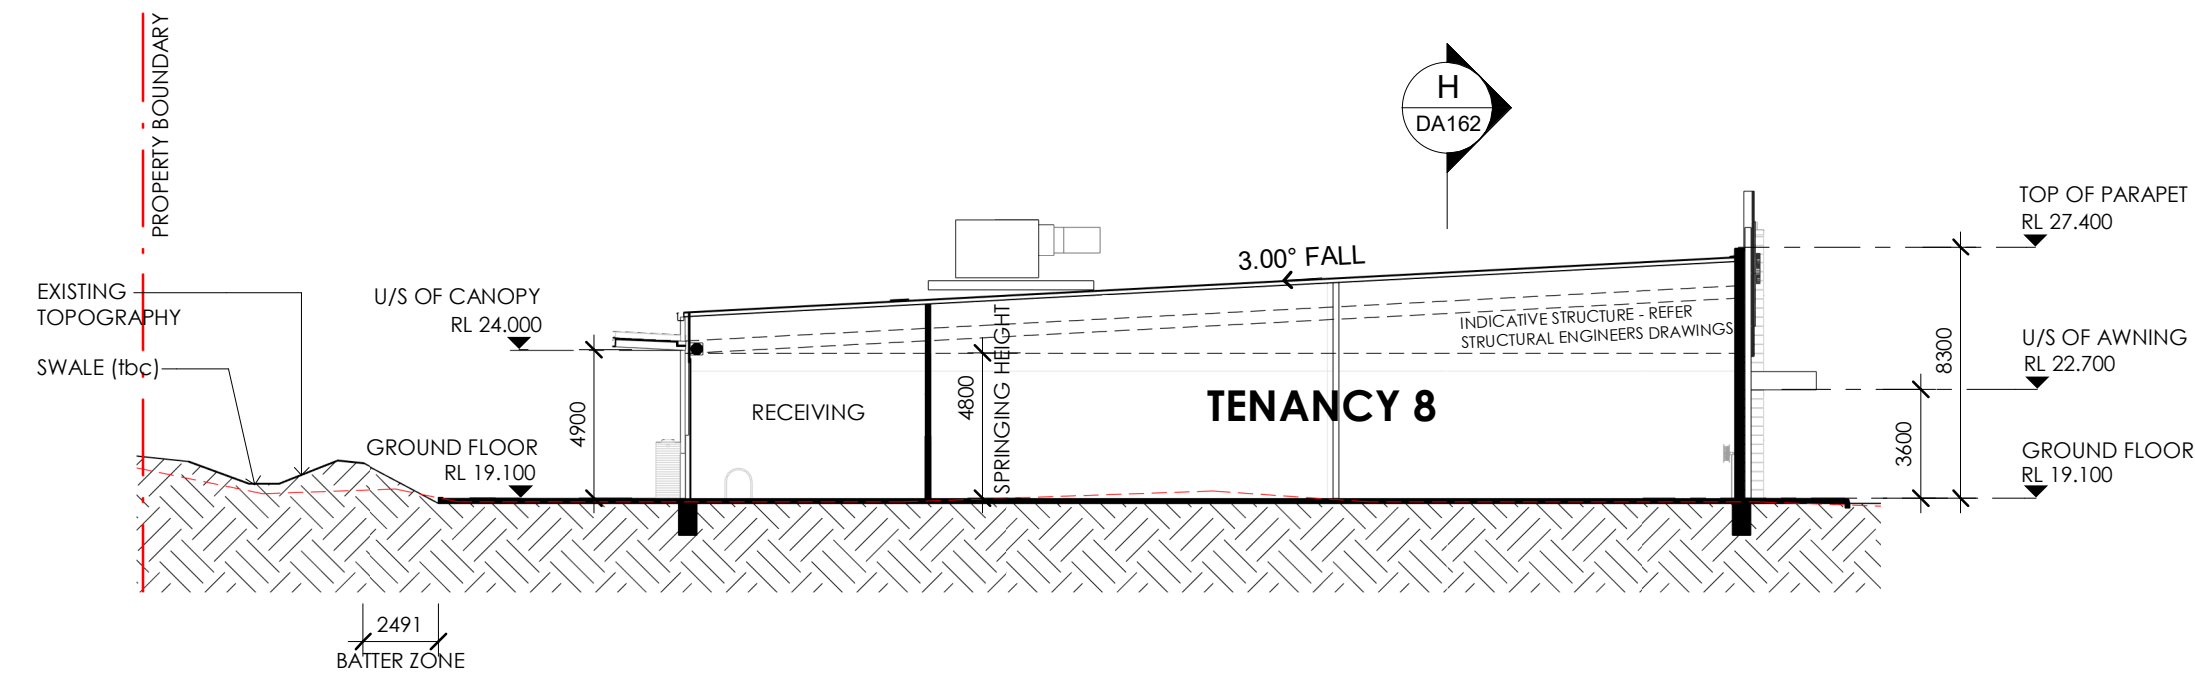 PROPERTY BOUNDARY
H
DA162
TOP OF PARAPET
RL 27.400
3.00° FALL
EXISTING
TOPOGRAPHY
U/S OF CANOPY
RL 24.000
INDICATIVE STRUCTURE - REFER
STRUCTURAL ENGINEERS DRAWINGS
U/S OF AWNING
RL 22.700
8300
SWALE (tbc)
4900
RECEIVING
4800
SPRINGING HEIGHT
TENANCY 8
3600
GROUND FLOOR
RL 19.100
GROUND FLOOR
RL 19.100
2491
BATTER ZONE